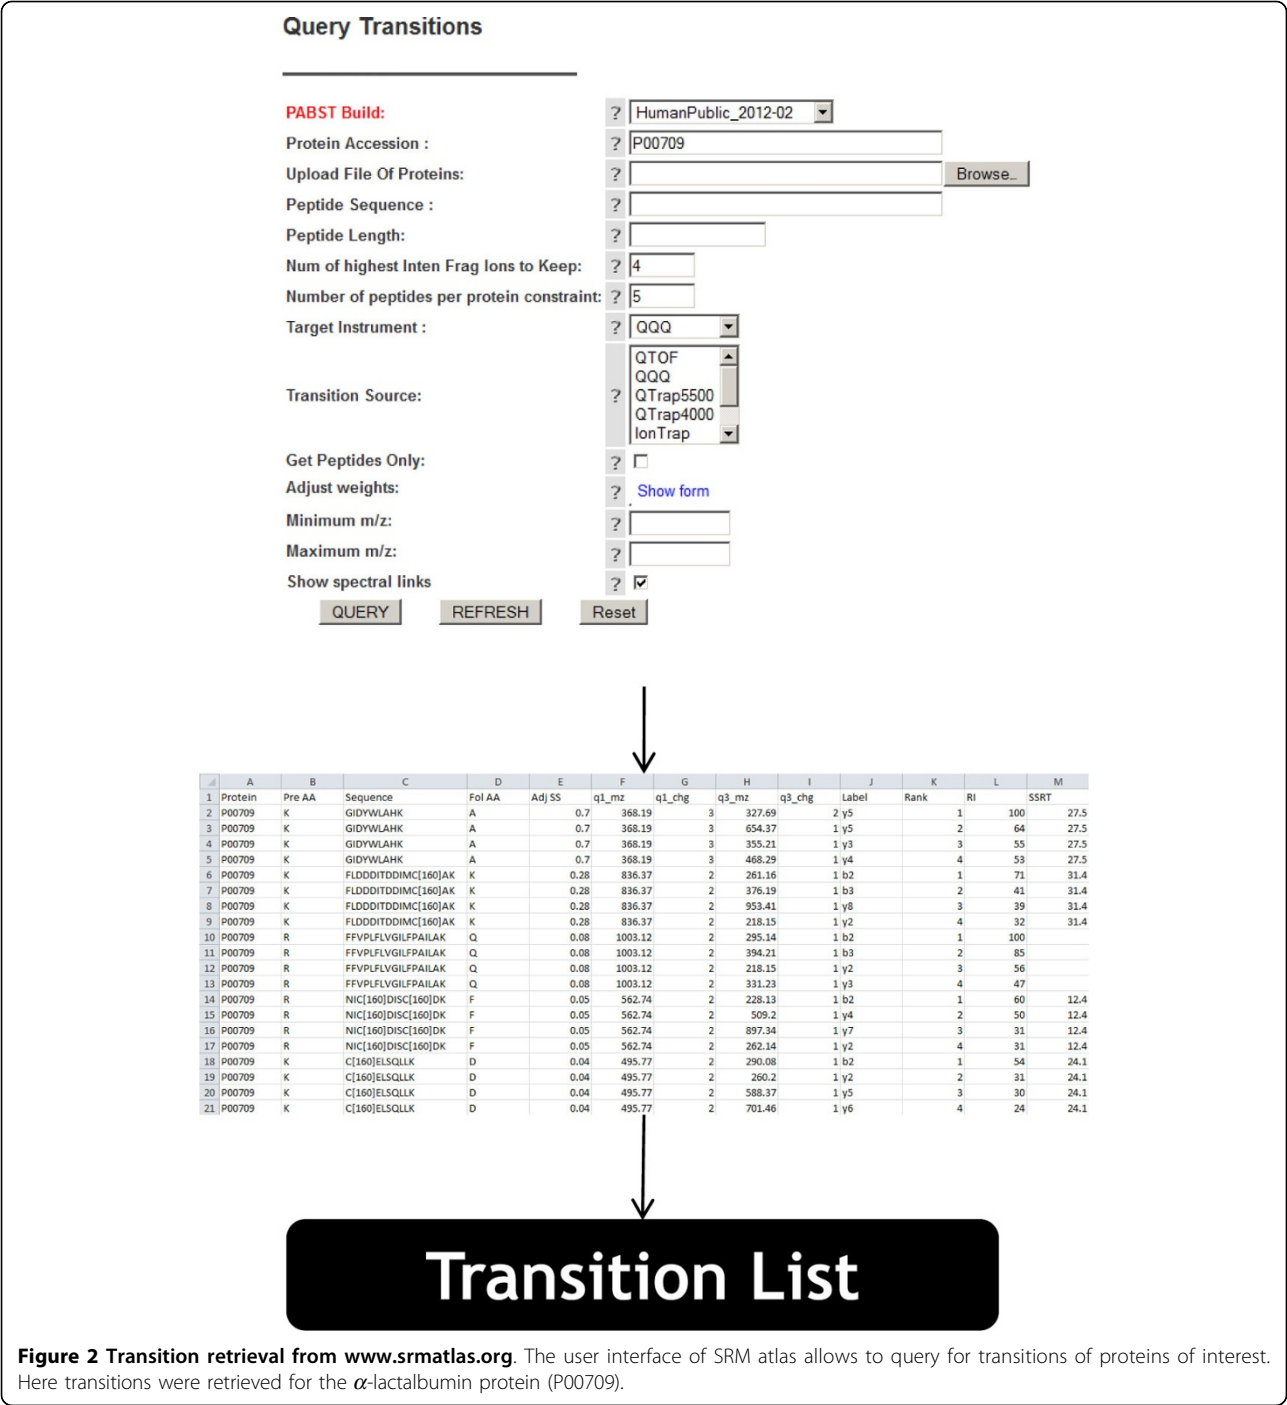 Query Transitions
PABST Build: ? HumanPublic_2012-02
Protein Accession : ? P00709
Upload File Of Proteins: ? Browse..
Peptide Sequence : ?
Peptide Length: ?
Num of highest Inten Frag Ions to Keep: ? 4
Number of peptides per protein constraint: ? 5
Target Instrument : ? QQQ
QTOF
QQQ
Transition Source: ? QTrap5500
QTrap4000
IonTrap
Get Peptides Only: ?
Adjust weights: ? Show form
Minimum m/z: ?
Maximum m/z: ?
Show spectral links ?
QUERY REFRESH Reset
A B C D E F G H I J K L M
1 Protein Pre AA Sequence Fol AA Adj SS q1_mz q1_chg q3_mz q3_chg Label Rank RI SSRT
2 P00709 K GIDYWLAHK A 0.7 368.19 3 327.69 2 y5 1 100 27.5
3 P00709 K GIDYWLAHK A 0.7 368.19 3 654.37 1 y5 2 64 27.5
4 P00709 K GIDYWLAHK A 0.7 368.19 3 355.21 1 y3 3 55 27.5
5 P00709 K GIDYWLAHK A 0.7 368.19 3 468.29 1 y4 4 53 27.5
6 P00709 K FLDDDITDDIMC[160]AK K 0.28 836.37 2 261.16 1 b2 1 71 31.4
7 P00709 K FLDDDITDDIMC[160]AK K 0.28 836.37 2 376.19 1 b3 2 41 31.4
8 P00709 K FLDDDITDDIMC[160]AK K 0.28 836.37 2 953.41 1 y8 3 39 31.4
9 P00709 K FLDDDITDDIMC[160]AK K 0.28 836.37 2 218.15 1 y2 4 32 31.4
10 P00709 R FFVPLFLVGILFPAILAK Q 0.08 1003.12 2 295.14 1 b2 1 100
11 P00709 R FFVPLFLVGILFPAILAK Q 0.08 1003.12 2 394.21 1 b3 2 85
12 P00709 R FFVPLFLVGILFPAILAK Q 0.08 1003.12 2 218.15 1 y2 3 56
13 P00709 R FFVPLFLVGILFPAILAK Q 0.08 1003.12 2 331.23 1 y3 4 47
14 P00709 R NIC[160]DISC[160]DK F 0.05 562.74 2 228.13 1 b2 1 60 12.4
15 P00709 R NIC[160]DISC[160]DK F 0.05 562.74 2 509.2 1 y4 2 50 12.4
16 P00709 R NIC[160]DISC[160]DK F 0.05 562.74 2 897.34 1 y7 3 31 12.4
17 P00709 R NIC[160]DISC[160]DK F 0.05 562.74 2 262.14 1 y2 4 31 12.4
18 P00709 K C[160]ELSQLLK D 0.04 495.77 2 290.08 1 b2 1 54 24.1
19 P00709 K C[160]ELSQLLK D 0.04 495.77 2 260.2 1 y2 2 31 24.1
20 P00709 K C[160]ELSQLLK D 0.04 495.77 2 588.37 1 y5 3 30 24.1
21 P00709 K C[160]ELSQLLK D 0.04 495.77 2 701.46 1 y6 4 24 24.1
Transition List
Figure 2 Transition retrieval from www.srmatlas.org. The user interface of SRM atlas allows to query for transitions of proteins of interest.
Here transitions were retrieved for the α-lactalbumin protein (P00709).